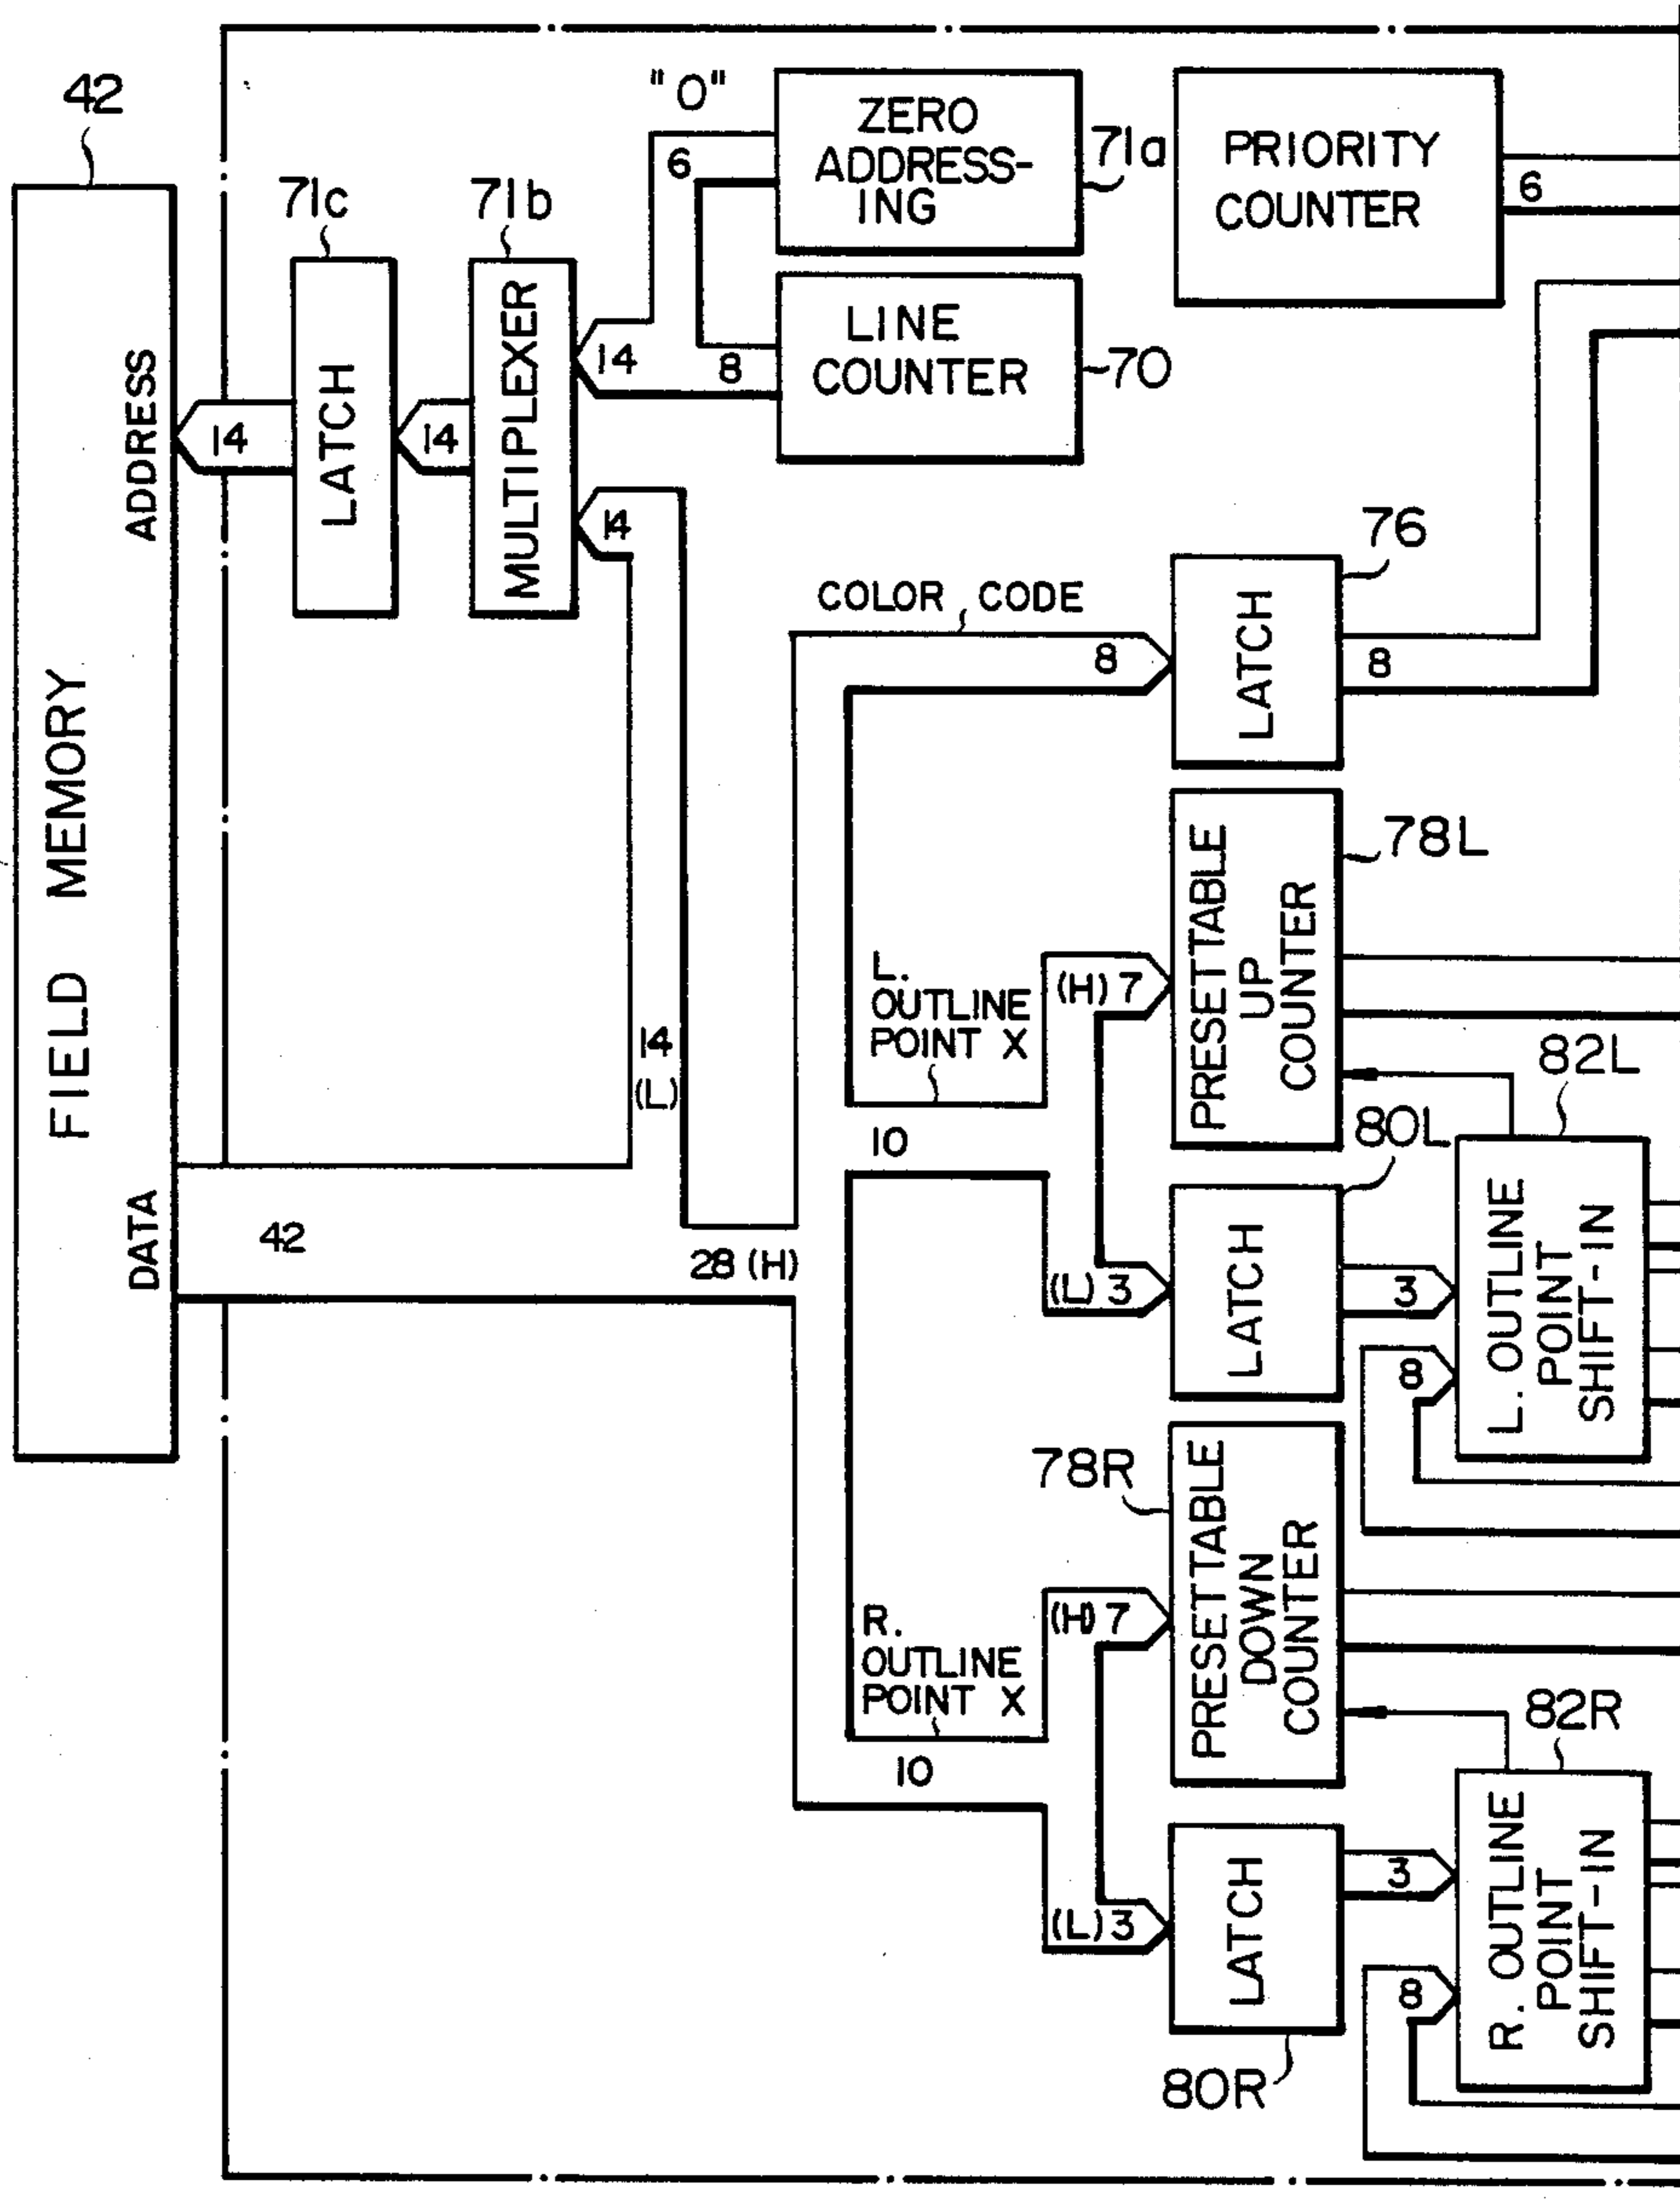 42
"0"
ZERO
ADDRESS-
ING
71a
6
PRIORITY
COUNTER
6
71c
71b
LINE
COUNTER
70
14
8
ADDRESS
14
LATCH
14
MULTIPLEXER
14
76
COLOR CODE
8
LATCH
8
FIELD MEMORY
78L
PRESETTABLE
UP
COUNTER
L.
OUTLINE
POINT X
(H) 7
14
(L)
82L
80L
10
DATA
42
28 (H)
(L) 3
LATCH
3
L. OUTLINE
POINT
SHIFT-IN
8
78R
PRESETTABLE
DOWN
COUNTER
R.
OUTLINE
POINT X
(H) 7
82R
10
(L) 3
LATCH
3
R. OUTLINE
POINT
SHIFT-IN
8
80R